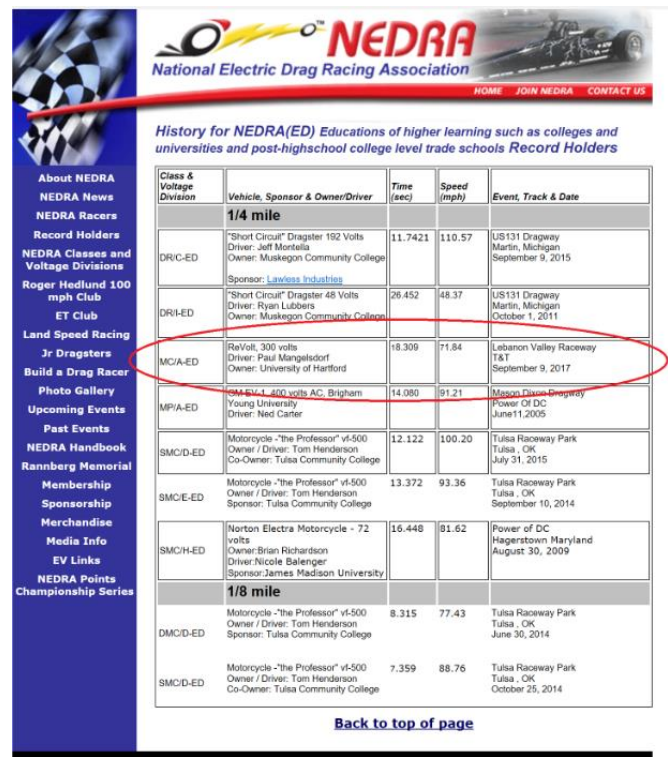 NEDRA™
National Electric Drag Racing Association
HOME JOIN NEDRA CONTACT US
History for NEDRA(ED) Educations of higher learning such as colleges and
universities and post-highschool college level trade schools Record Holders
About NEDRA
NEDRA News
NEDRA Racers
Record Holders
NEDRA Classes and
Voltage Divisions
Roger Hedlund 100
mph Club
ET Club
Land Speed Racing
Jr Dragsters
Build a Drag Racer
Photo Gallery
Upcoming Events
Past Events
NEDRA Handbook
Rannberg Memorial
Membership
Sponsorship
Merchandise
Media Info
EV Links
NEDRA Points
Championship Series
Class &
Voltage
Division
Vehicle, Sponsor & Owner/Driver
Time
(sec)
Speed
(mph)
Event, Track & Date
1/4 mile
DR/C-ED
"Short Circuit" Dragster 192 Volts
Driver: Jeff Montella
Owner: Muskegon Community College
Sponsor: Lawless Industries
11.7421
110.57
US131 Dragway
Martin, Michigan
September 9, 2015
DR/I-ED
"Short Circuit" Dragster 48 Volts
Driver: Ryan Lubbers
Owner: Muskegon Community College
26.452
48.37
US131 Dragway
Martin, Michigan
October 1, 2011
MC/A-ED
ReVolt, 300 volts
Driver: Paul Mangelsdorf
Owner: University of Hartford
18.309
71.84
Lebanon Valley Raceway
T&T
September 9, 2017
MP/A-ED
GM EV-1, 400 volts AC, Brigham
Young University
Driver: Ned Carter
14.080
91.21
Mason Dixon Dragway
Power Of DC
June11,2005
SMC/D-ED
Motorcycle -"the Professor" vf-500
Owner / Driver: Tom Henderson
Co-Owner: Tulsa Community College
12.122
100.20
Tulsa Raceway Park
Tulsa , OK
July 31, 2015
SMC/E-ED
Motorcycle -"the Professor" vf-500
Owner / Driver: Tom Henderson
Sponsor: Tulsa Community College
13.372
93.36
Tulsa Raceway Park
Tulsa , OK
September 10, 2014
SMC/H-ED
Norton Electra Motorcycle - 72
volts
Owner:Brian Richardson
Driver:Nicole Balenger
Sponsor:James Madison University
16.448
81.62
Power of DC
Hagerstown Maryland
August 30, 2009
1/8 mile
DMC/D-ED
Motorcycle -"the Professor" vf-500
Owner / Driver: Tom Henderson
Sponsor: Tulsa Community College
8.315
77.43
Tulsa Raceway Park
Tulsa , OK
June 30, 2014
SMC/D-ED
Motorcycle -"the Professor" vf-500
Owner / Driver: Tom Henderson
Co-Owner: Tulsa Community College
7.359
88.76
Tulsa Raceway Park
Tulsa , OK
October 25, 2014
Back to top of page